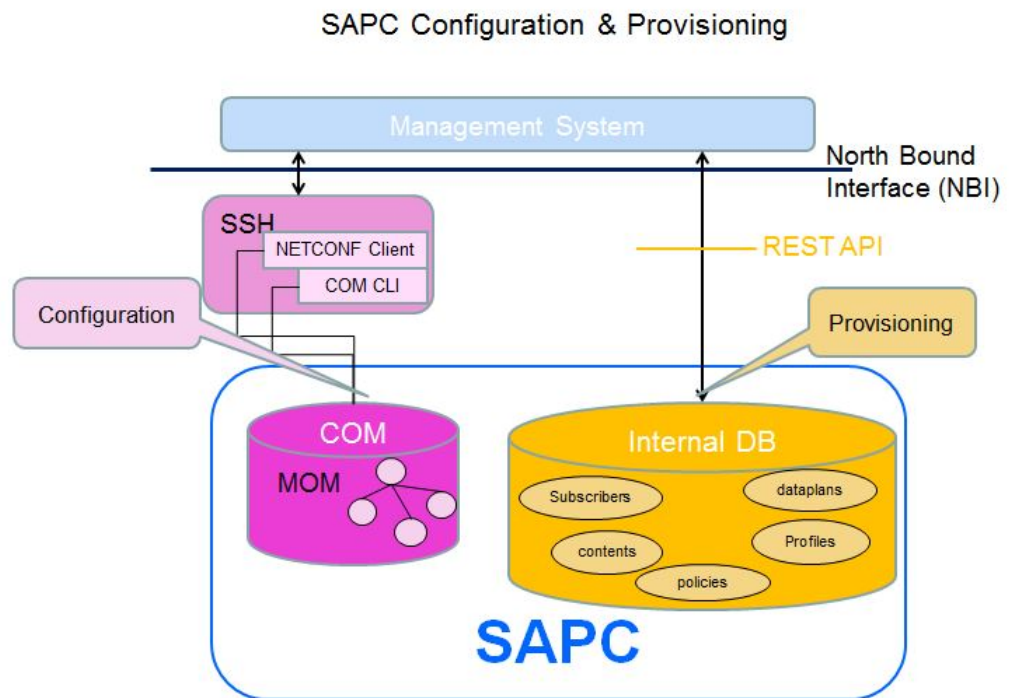 SAPC Configuration & Provisioning
Management System
North Bound
Interface (NBI)
SSH
NETCONF Client
COM CLI
REST API
Configuration
Provisioning
COM
MOM
Internal DB
Subscribers
dataplans
contents
Profiles
policies
SAPC